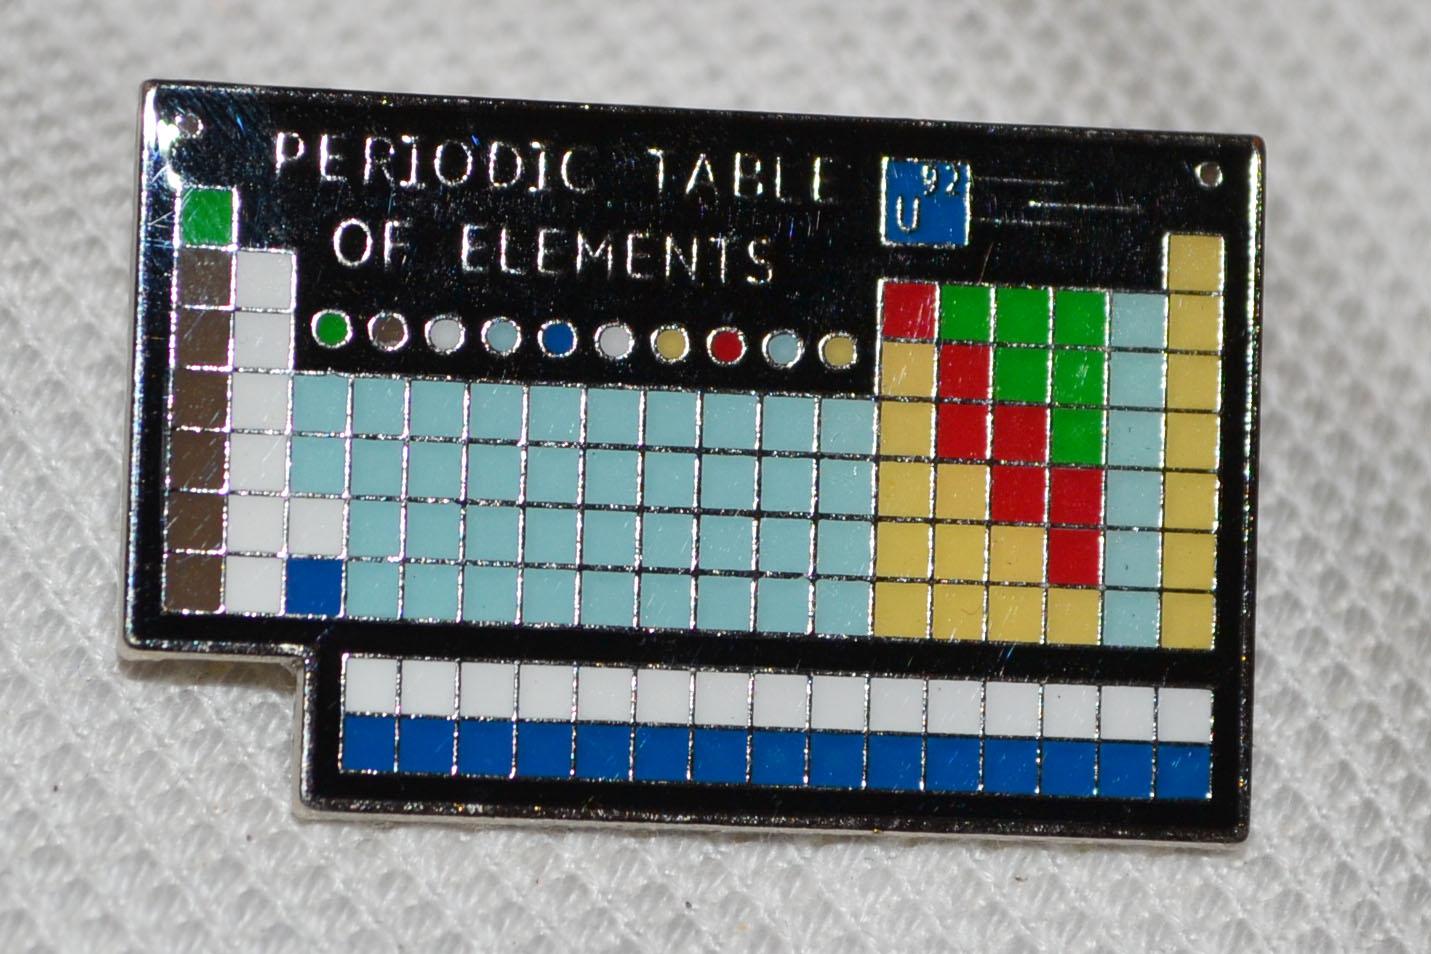 PERIODIC TABLE
OF ELEMENTS
92
U